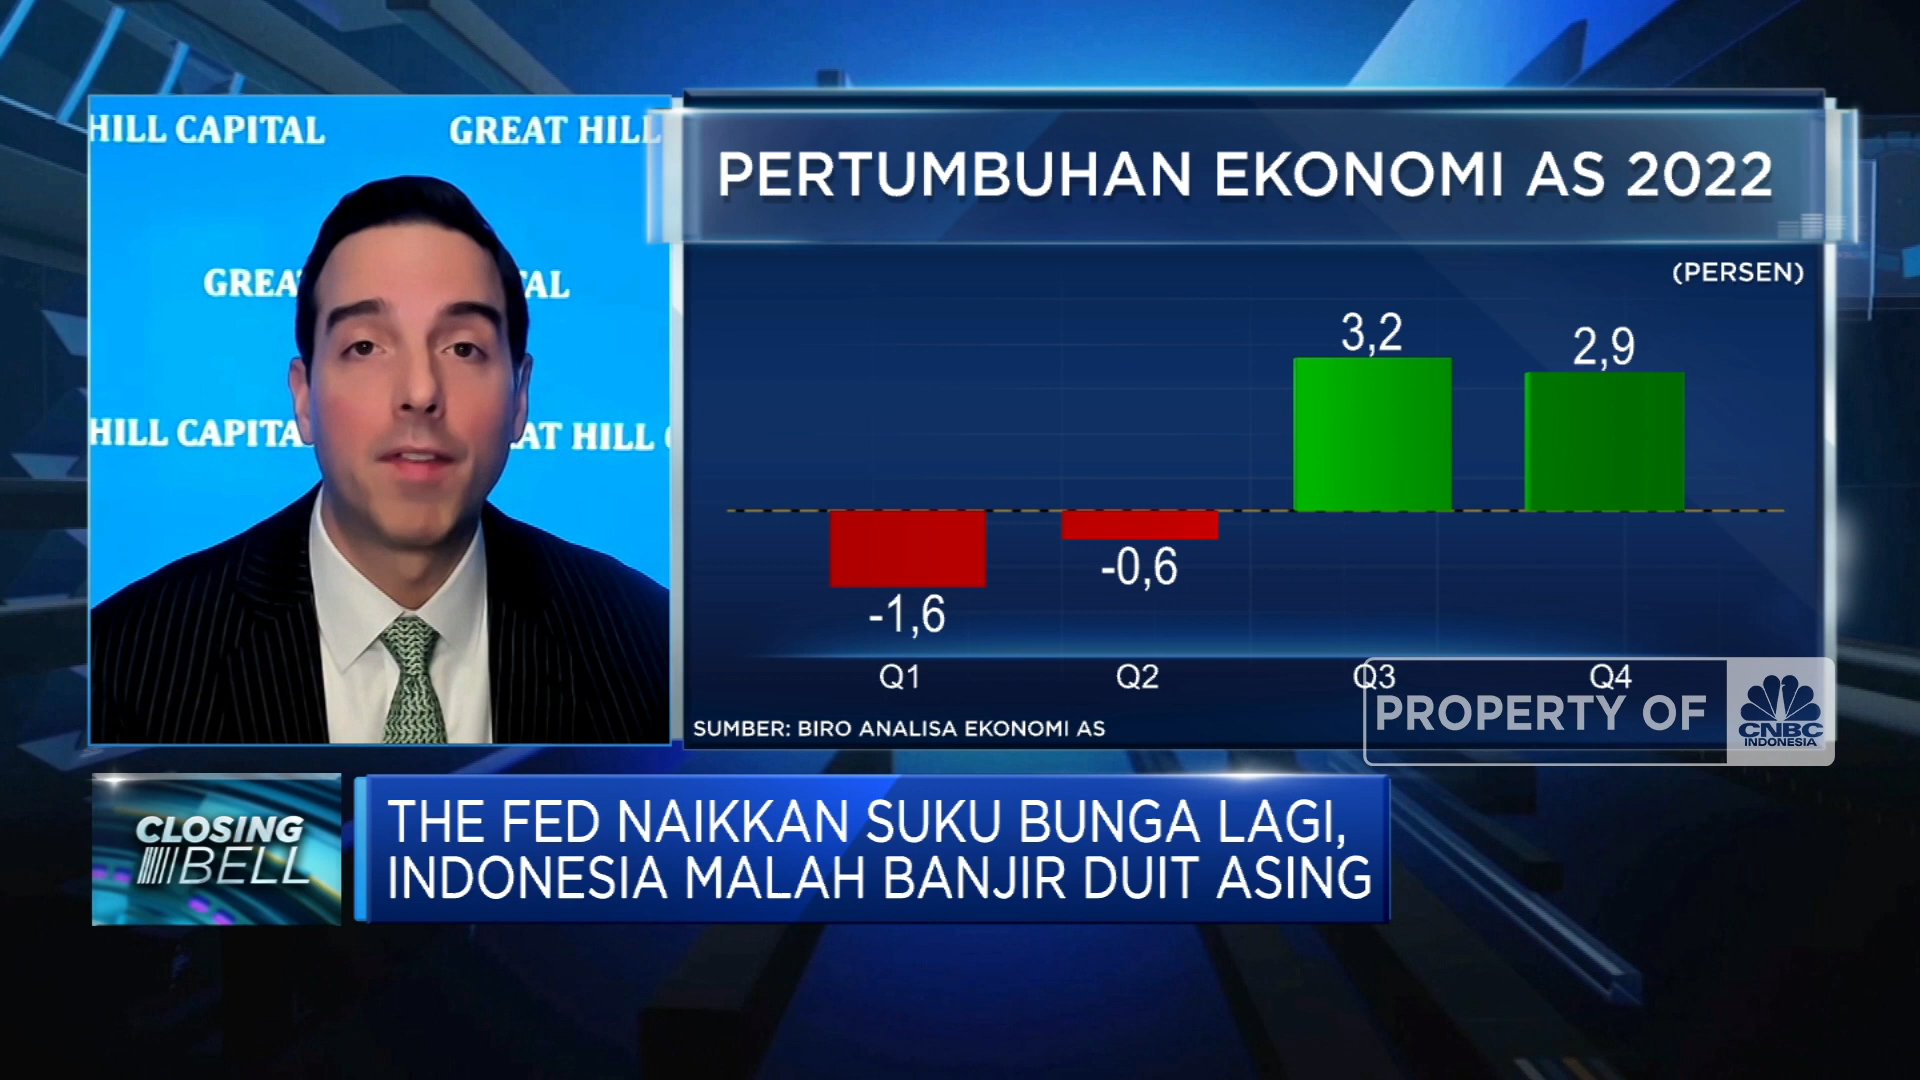 HILL CAPITAL
GREAT HILL
GREAT
AL
HILL CAPITA
AT HILL
PERTUMBUHAN EKONOMI AS 2022
(PERSEN)
3,2
2,9
-1,6
-0,6
Q1
Q2
Q3
Q4
SUMBER: BIRO ANALISA EKONOMI AS
PROPERTY OF
CNBC
INDONESIA
CLOSING
BELL
THE FED NAIKKAN SUKU BUNGA LAGI,
INDONESIA MALAH BANJIR DUIT ASING